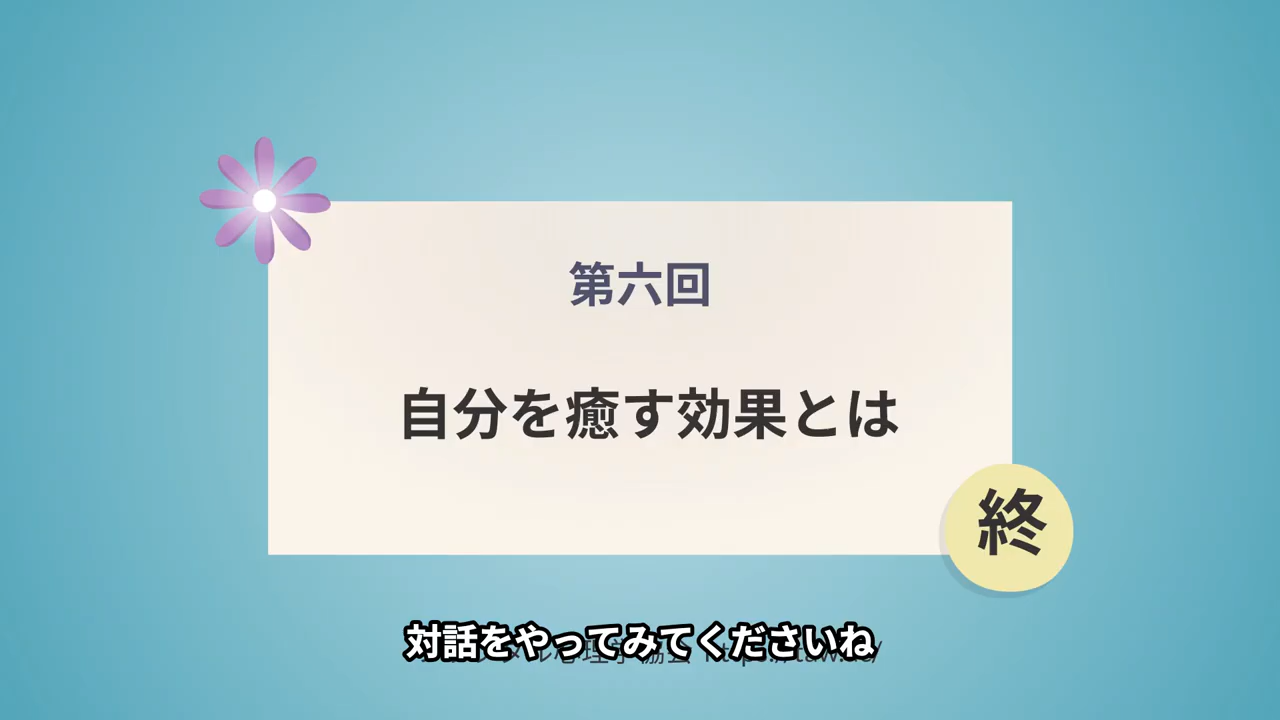 第六回
自分を癒す効果とは
終
対話をやってみてくださいね